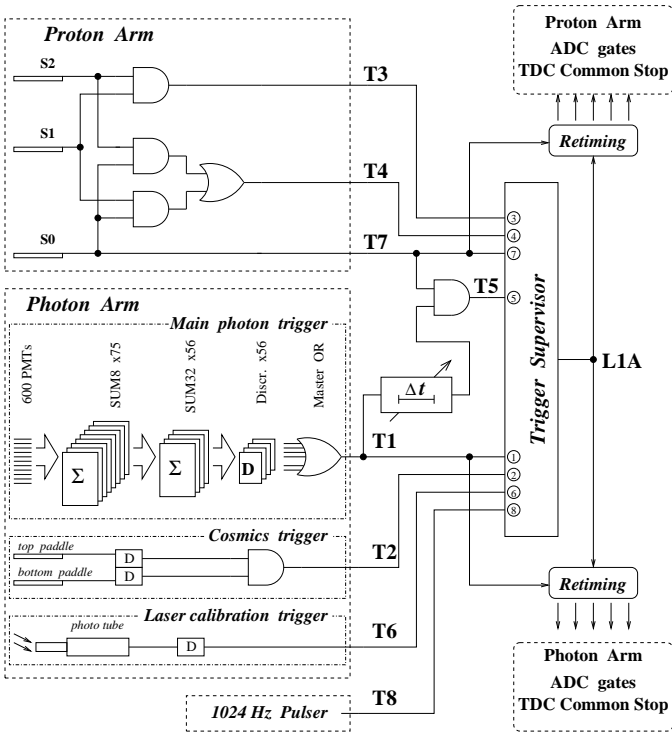 Proton Arm
S2
S1
S0
T3
T4
T7
Proton Arm
ADC gates
TDC Common Stop
Retiming
3
4
7
5
1
2
6
8
Trigger Supervisor
L1A
T5
Δt
Photon Arm
Main photon trigger
600 PMTs
SUM8 x75
SUM32 x56
Discr. x56
Master OR
Σ
Σ
D
T1
Cosmics trigger
top paddle
D
bottom paddle
D
T2
Laser calibration trigger
photo tube
D
T6
1024 Hz Pulser
T8
Retiming
Photon Arm
ADC gates
TDC Common Stop